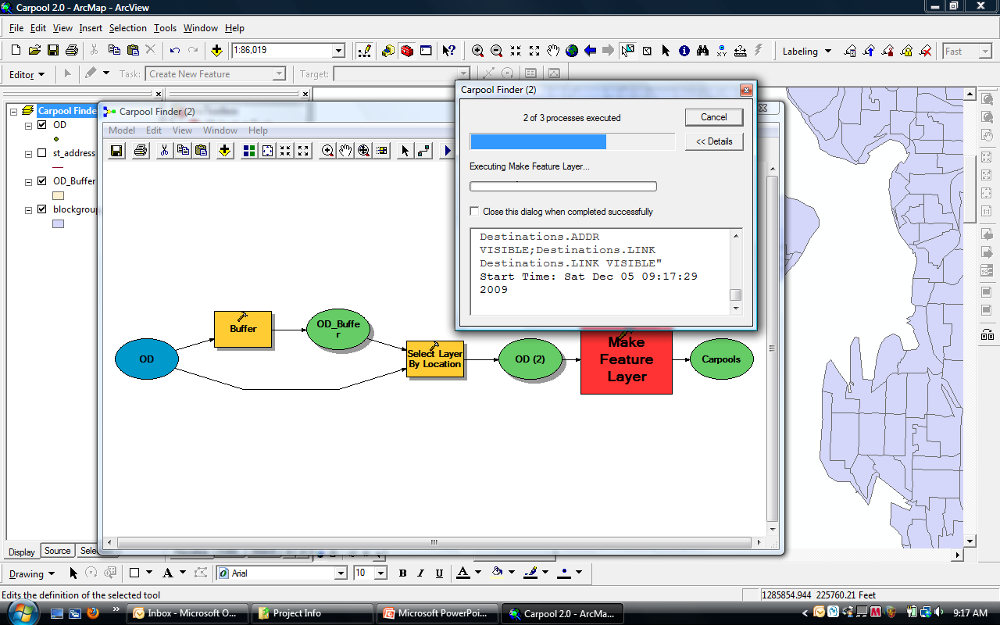 Carpool 2.0 - ArcMap - ArcView
File Edit View Insert Selection Tools Window Help
1:86,019
Labeling
Fast
Editor
Task: Create New Feature
Target:
Carpool Finde
OD
st_address
OD_Buffer
blockgroup
Display
Source
Carpool Finder (2)
Model Edit View Window Help
OD
Buffer
OD_Buffe
r
Select Layer
By Location
OD (2)
Make
Feature
Layer
Carpools
Carpool Finder (2)
2 of 3 processes executed
Cancel
<< Details
Executing Make Feature Layer...
Close this dialog when completed successfully
Destinations.ADDR
VISIBLE;Destinations.LINK
Destinations.LINK VISIBLE"
Start Time: Sat Dec 05 09:17:29
2009
Drawing
A
Arial
10
B I U A
Edits the definition of the selected tool
1285854.944 225760.21 Feet
Inbox - Microsoft O...
Project Info
Microsoft PowerPoi...
Carpool 2.0 - ArcMa...
9:17 AM